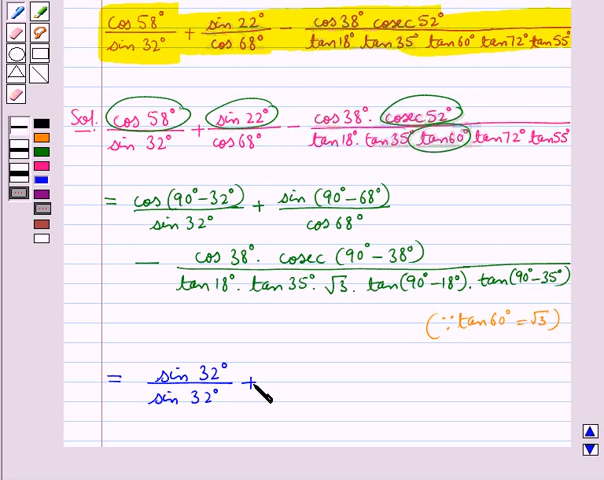 cos 58° / sin 32° + sin 22° / cos 68° − cos 38° cosec 52° / tan 18° tan 35° tan 60° tan 72° tan 55°
Sol. cos 58° / sin 32° + sin 22° / cos 68° − cos 38° · cosec 52° / tan 18° · tan 35° tan 60° tan 72° tan 55°
= cos (90° − 32°) / sin 32° + sin (90° − 68°) / cos 68°
− cos 38° · cosec (90° − 38°) / tan 18° · tan 35° · √3 · tan (90° − 18°) · tan (90° − 35°)
(∵ tan 60° = √3)
= sin 32° / sin 32° +